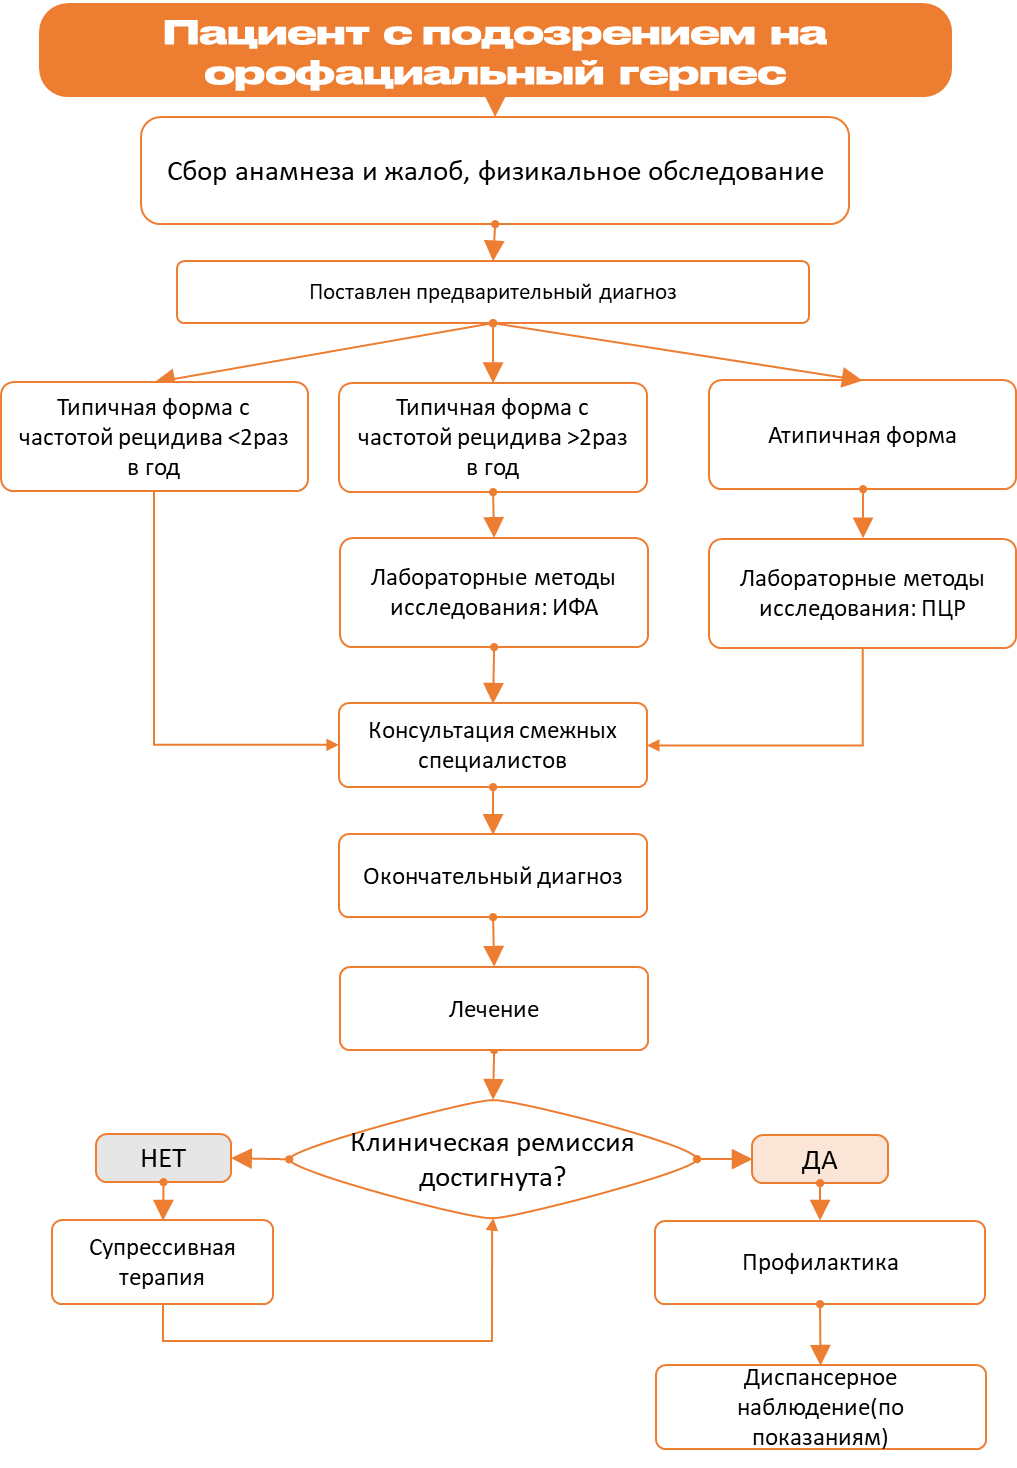 Пациент с подозрением на
орофациальный герпес
Сбор анамнеза и жалоб, физикальное обследование
Поставлен предварительный диагноз
Типичная форма с
частотой рецидива <2раз
в год
Типичная форма с
частотой рецидива >2раз
в год
Атипичная форма
Лабораторные методы
исследования: ИФА
Лабораторные методы
исследования: ПЦР
Консультация смежных
специалистов
Окончательный диагноз
Лечение
Клиническая ремиссия
достигнута?
НЕТ
ДА
Супрессивная
терапия
Профилактика
Диспансерное
наблюдение(по
показаниям)